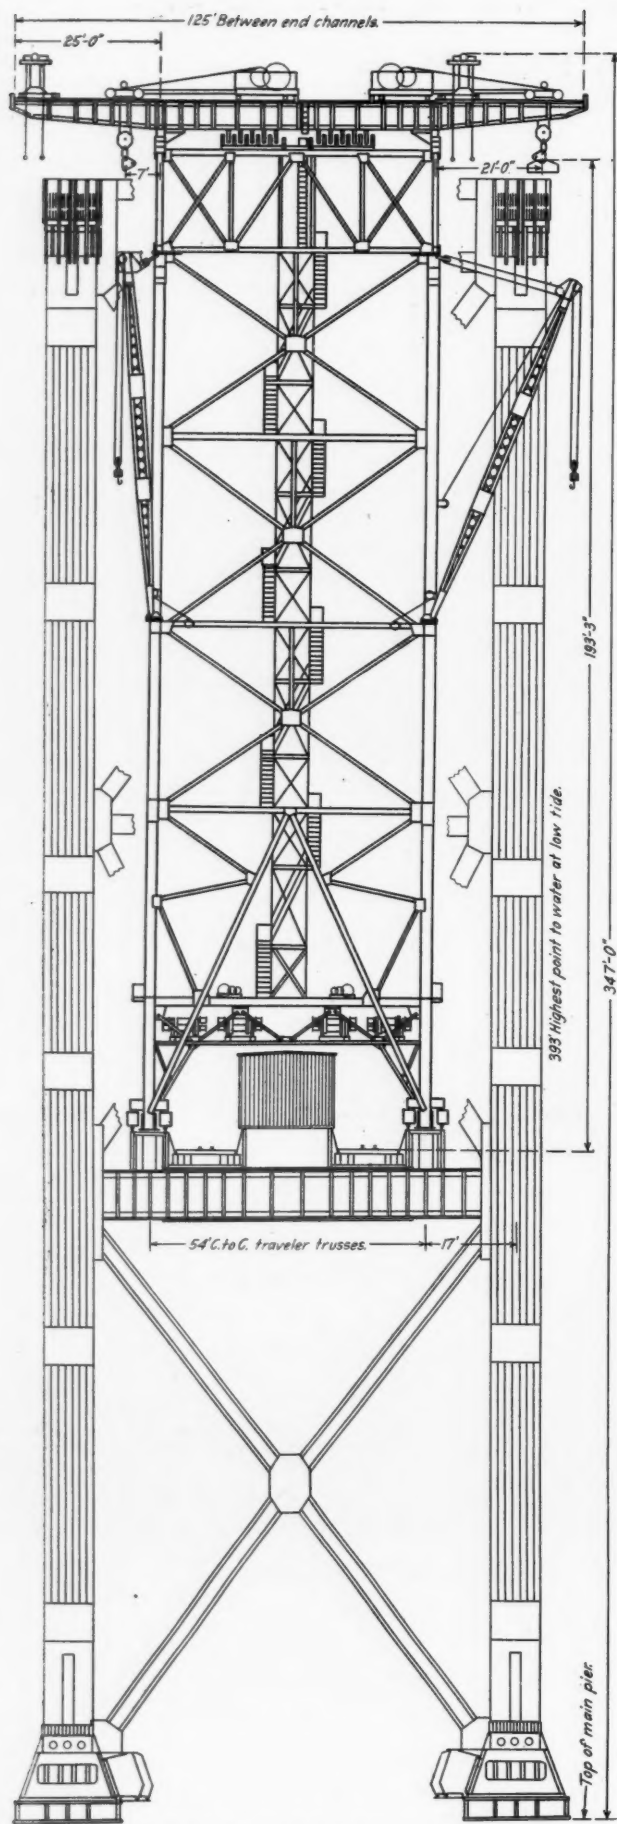 125' Between end channels.
25'-0"
7'
21'-0"
193'-3"
393' Highest point to water at low tide.
347'-0"
54' C. to C. traveler trusses.
17'
Top of main pier.